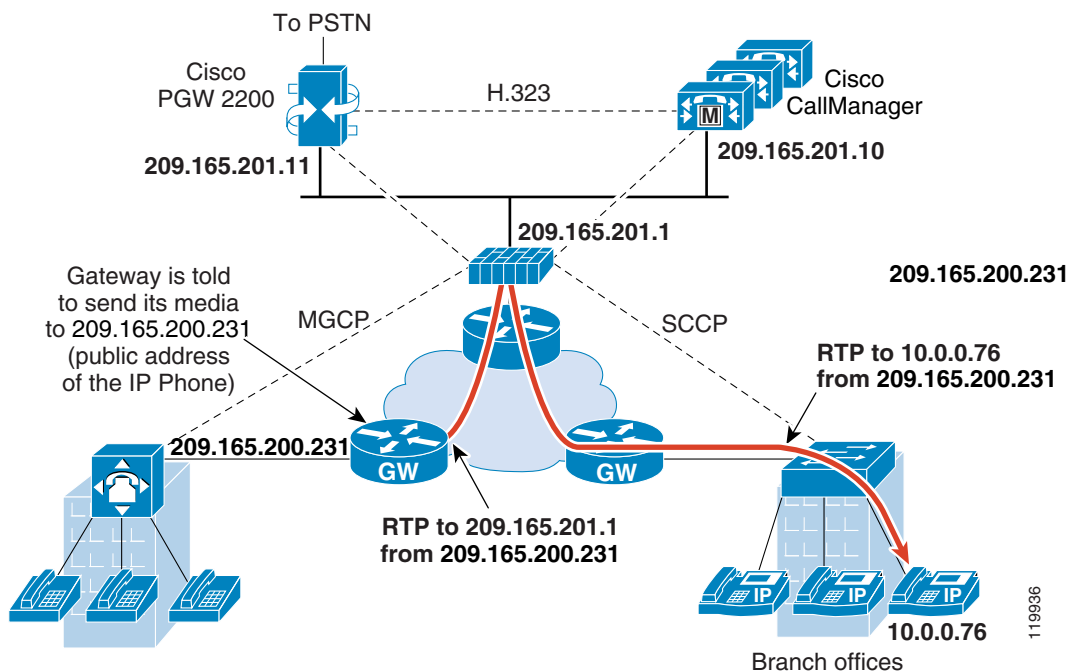 To PSTN
Cisco
PGW 2200
H.323
Cisco
CallManager
M
209.165.201.11
209.165.201.10
209.165.201.1
Gateway is told
to send its media
to 209.165.200.231
(public address
of the IP Phone)
MGCP
SCCP
209.165.200.231
RTP to 10.0.0.76
from 209.165.200.231
209.165.200.231
GW
GW
RTP to 209.165.201.1
from 209.165.200.231
IP
IP
IP
10.0.0.76
Branch offices
119936